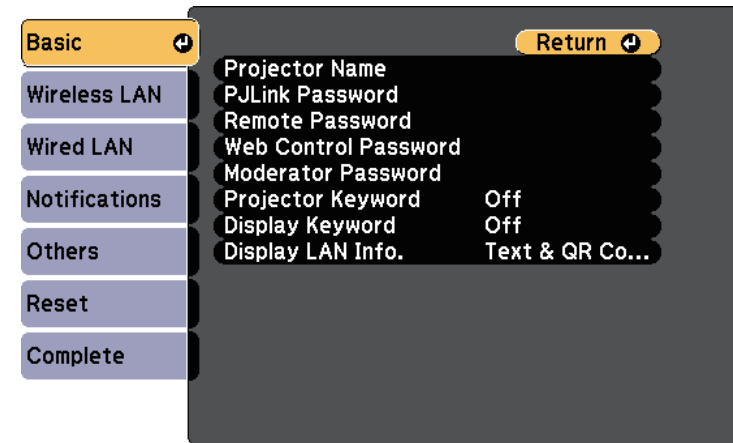 Basic
Wireless LAN
Wired LAN
Notifications
Others
Reset
Complete
Return
Projector Name
PJLink Password
Remote Password
Web Control Password
Moderator Password
Projector Keyword Off
Display Keyword Off
Display LAN Info. Text & QR Co...